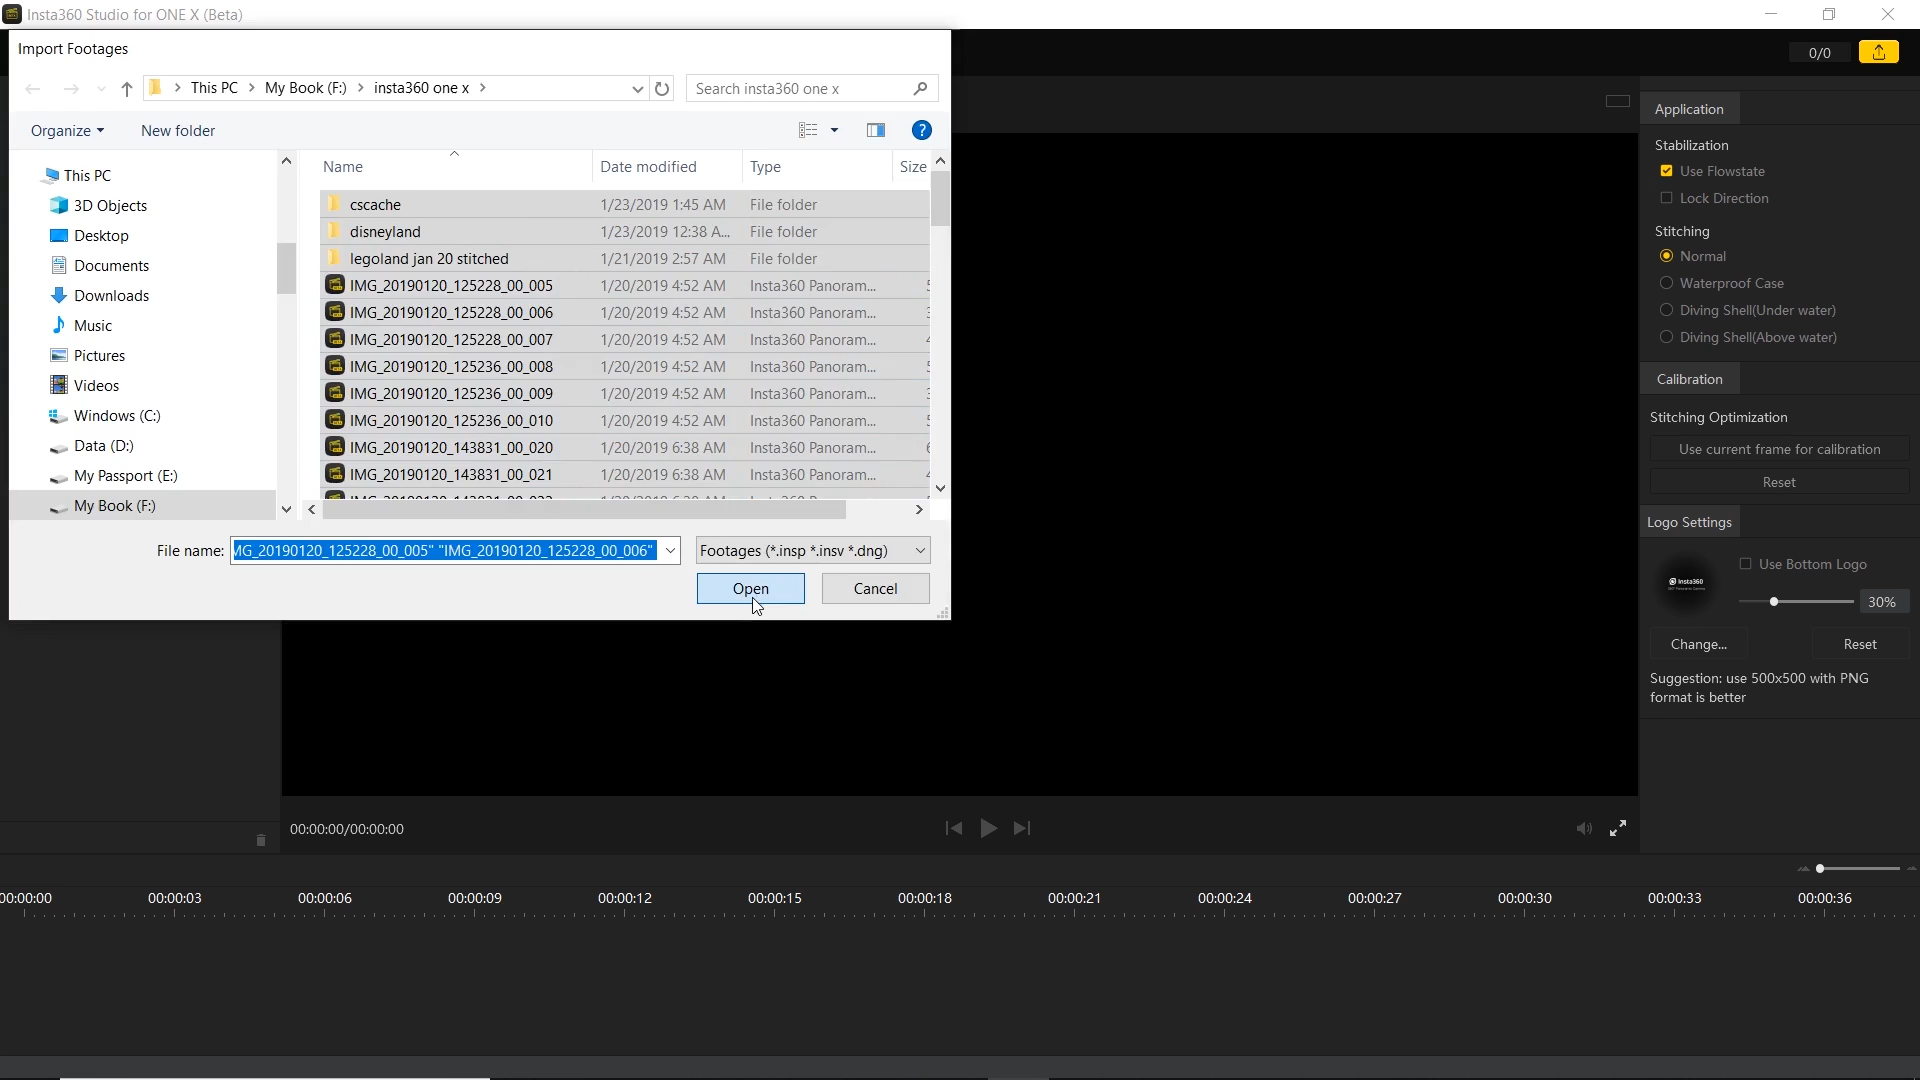 Insta360 Studio for ONE X (Beta)
Import Footages
This PC
My Book (F:)
insta360 one x
Search insta360 one x
Organize
New folder
?
This PC
3D Objects
Desktop
Documents
Downloads
Music
Pictures
Videos
Windows (C:)
Data (D:)
My Passport (E:)
My Book (F:)
Name Date modified Type Size
cscache 1/23/2019 1:45 AM File folder
disneyland 1/23/2019 12:38 A... File folder
legoland jan 20 stitched 1/21/2019 2:57 AM File folder
IMG_20190120_125228_00_005 1/20/2019 4:52 AM Insta360 Panoram...
IMG_20190120_125228_00_006 1/20/2019 4:52 AM Insta360 Panoram...
IMG_20190120_125228_00_007 1/20/2019 4:52 AM Insta360 Panoram...
IMG_20190120_125236_00_008 1/20/2019 4:52 AM Insta360 Panoram...
IMG_20190120_125236_00_009 1/20/2019 4:52 AM Insta360 Panoram...
IMG_20190120_125236_00_010 1/20/2019 4:52 AM Insta360 Panoram...
IMG_20190120_143831_00_020 1/20/2019 6:38 AM Insta360 Panoram...
IMG_20190120_143831_00_021 1/20/2019 6:38 AM Insta360 Panoram...
File name: MG_20190120_125228_00_005" "IMG_20190120_125228_00_006" Footages (*.insp *.insv *.dng)
Open Cancel
0/0
Application
Stabilization
Use Flowstate
Lock Direction
Stitching
Normal
Waterproof Case
Diving Shell(Under water)
Diving Shell(Above water)
Calibration
Stitching Optimization
Use current frame for calibration
Reset
Logo Settings
Insta360
Use Bottom Logo
30%
Change... Reset
Suggestion: use 500x500 with PNG
format is better
00:00:00/00:00:00
00:00:00 00:00:03 00:00:06 00:00:09 00:00:12 00:00:15 00:00:18 00:00:21 00:00:24 00:00:27 00:00:30 00:00:33 00:00:36